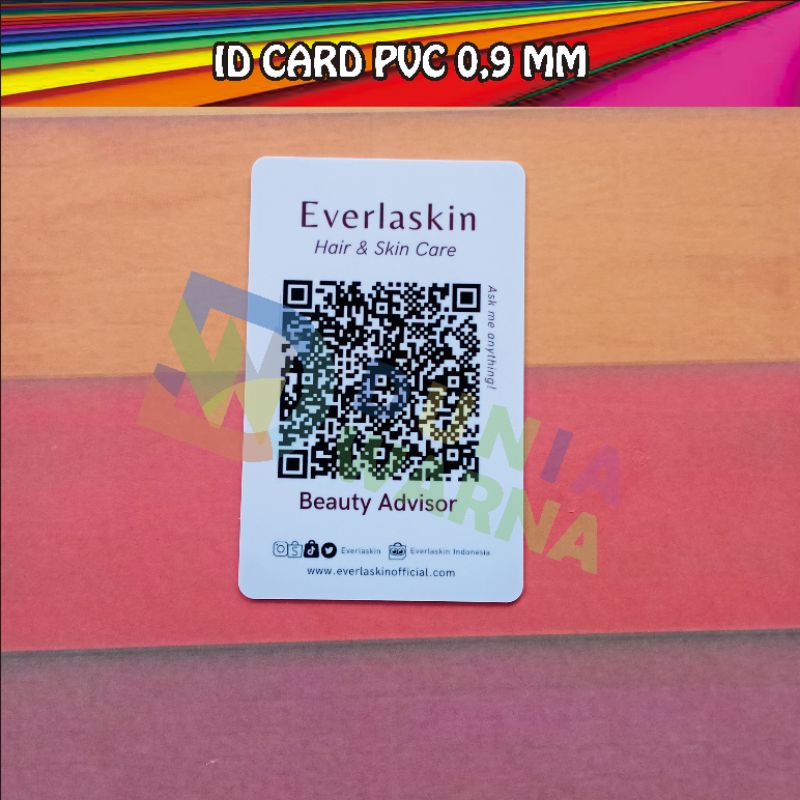 ID CARD PVC 0,9 MM
Everlaskin
Hair & Skin Care
Ask me anything!
DUNIA
WARNA
Beauty Advisor
Everlaskin Everlaskin Indonesia
www.everlaskinofficial.com